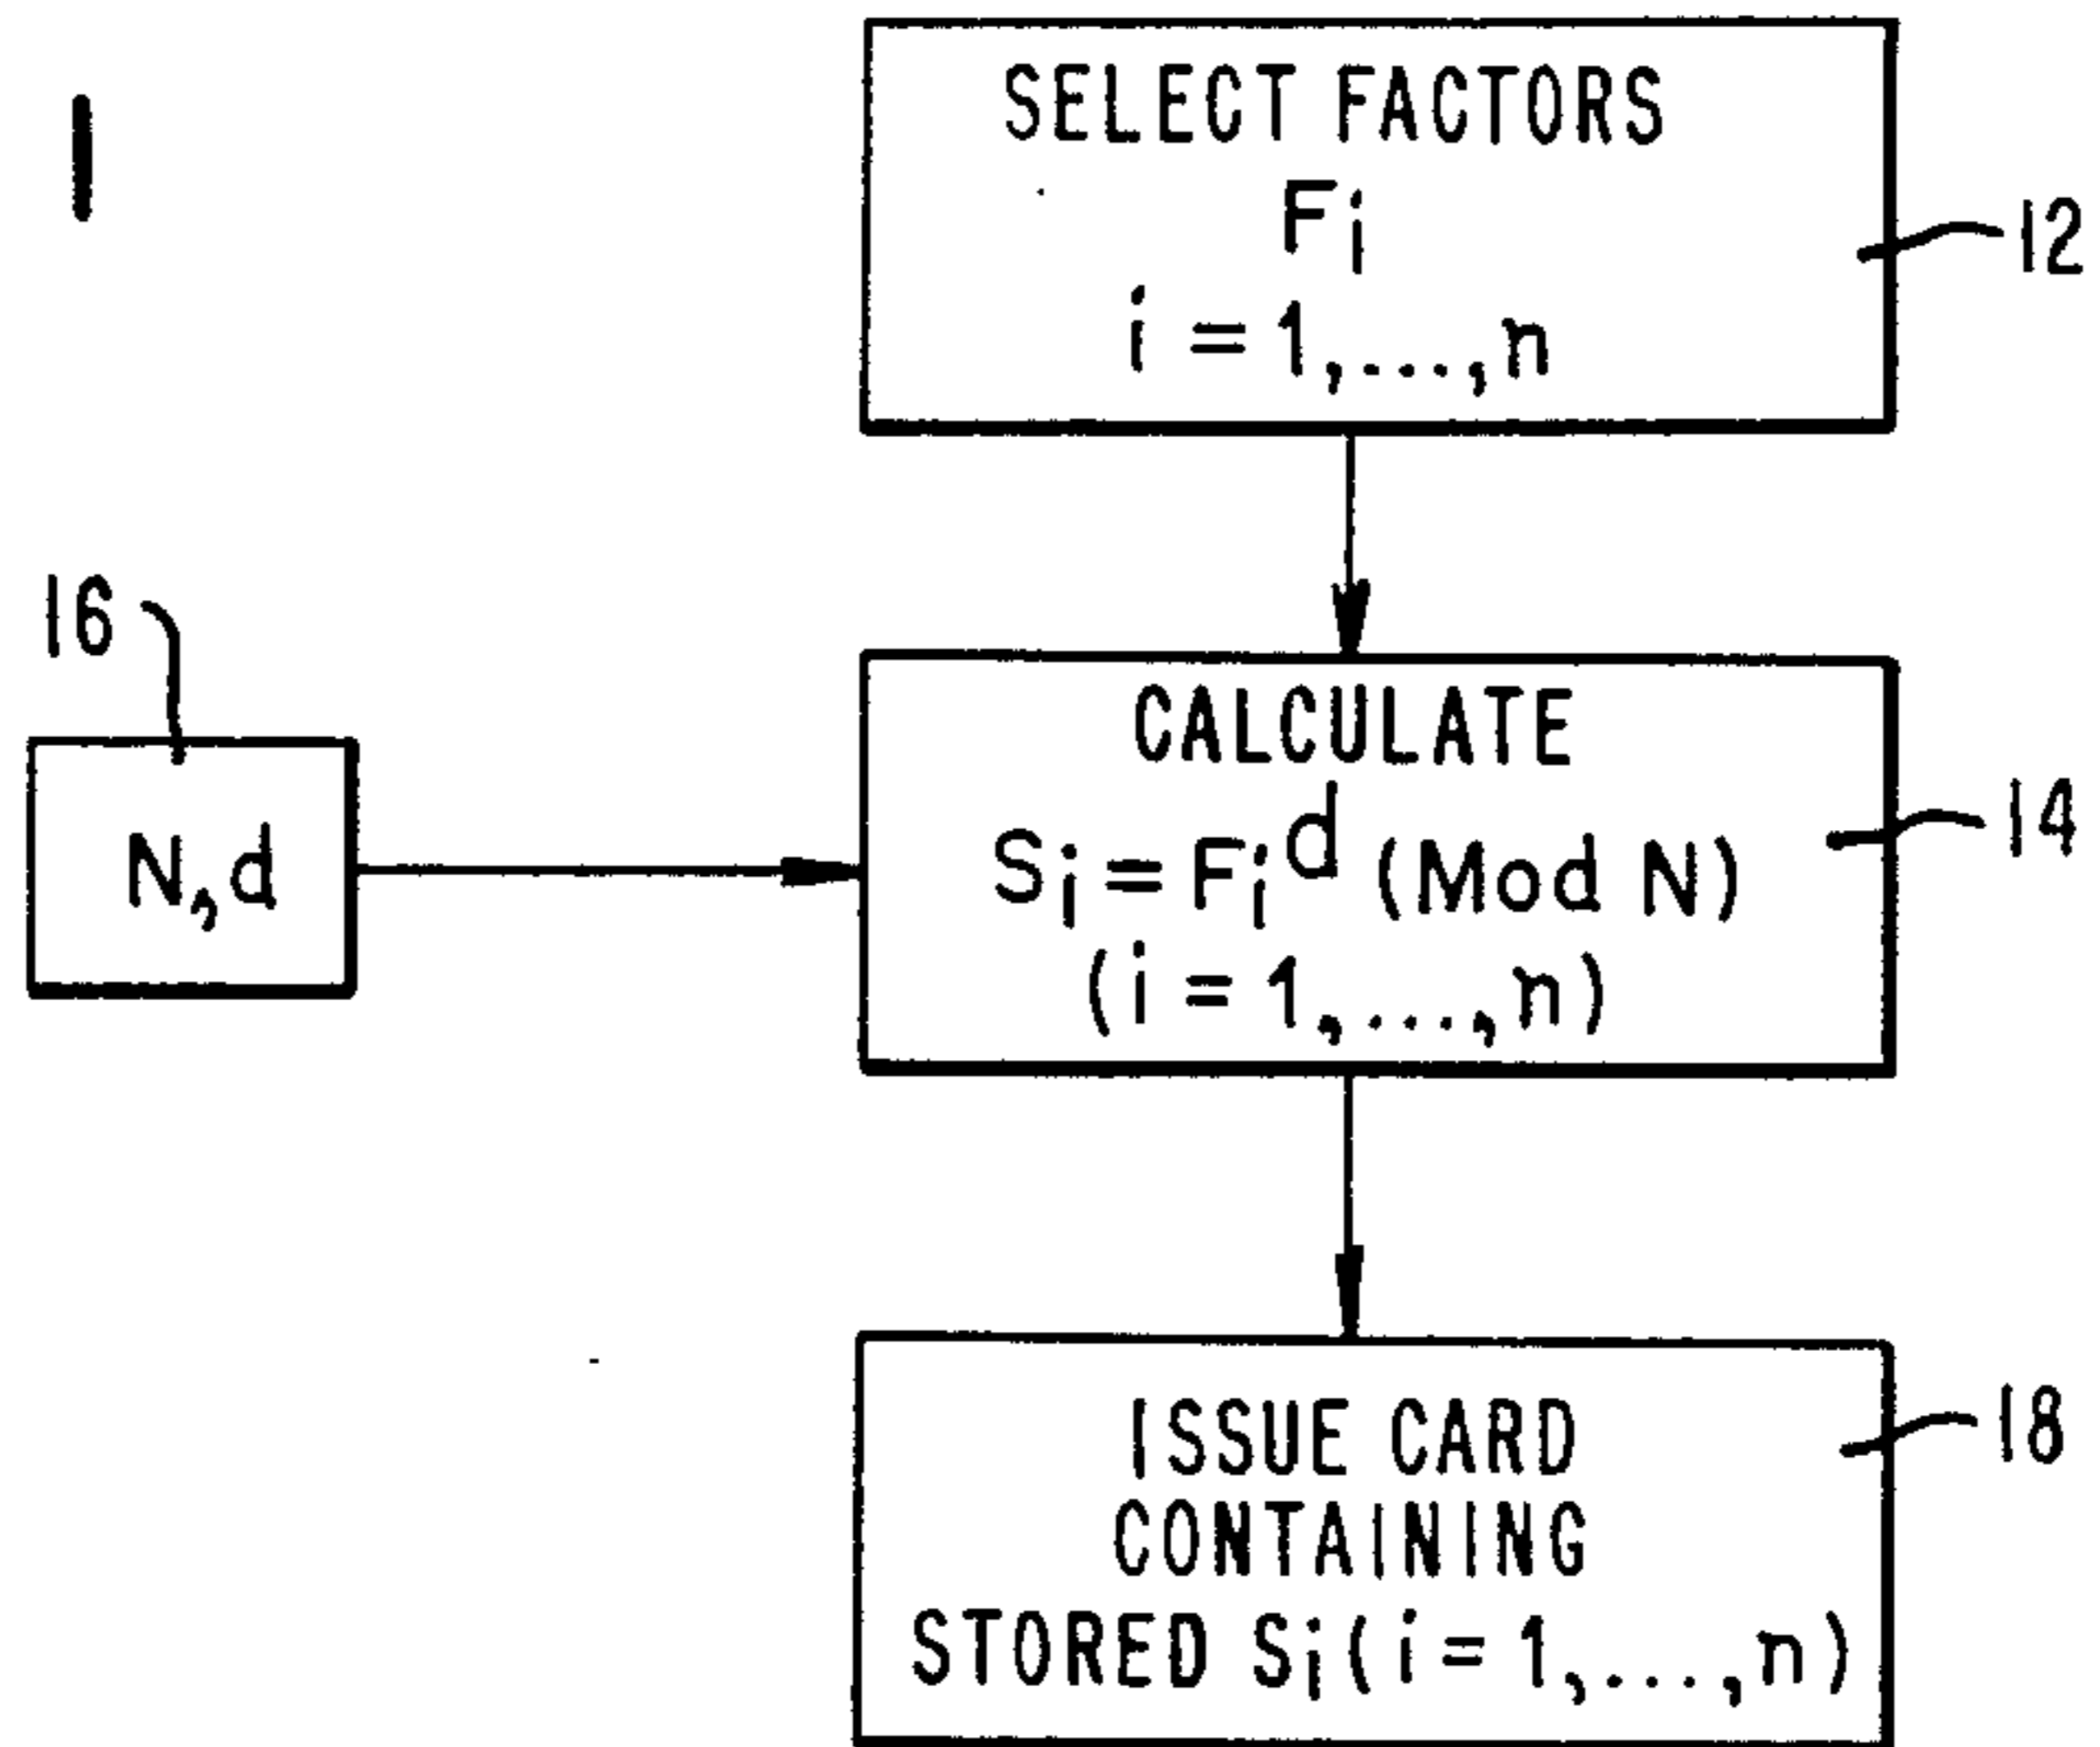 1
SELECT FACTORS
Fi
i = 1,...,n
12
16
N,d
CALCULATE
Si = Fi^d (Mod N)
(i = 1,...,n)
14
ISSUE CARD
CONTAINING
STORED Si(i = 1,...,n)
18